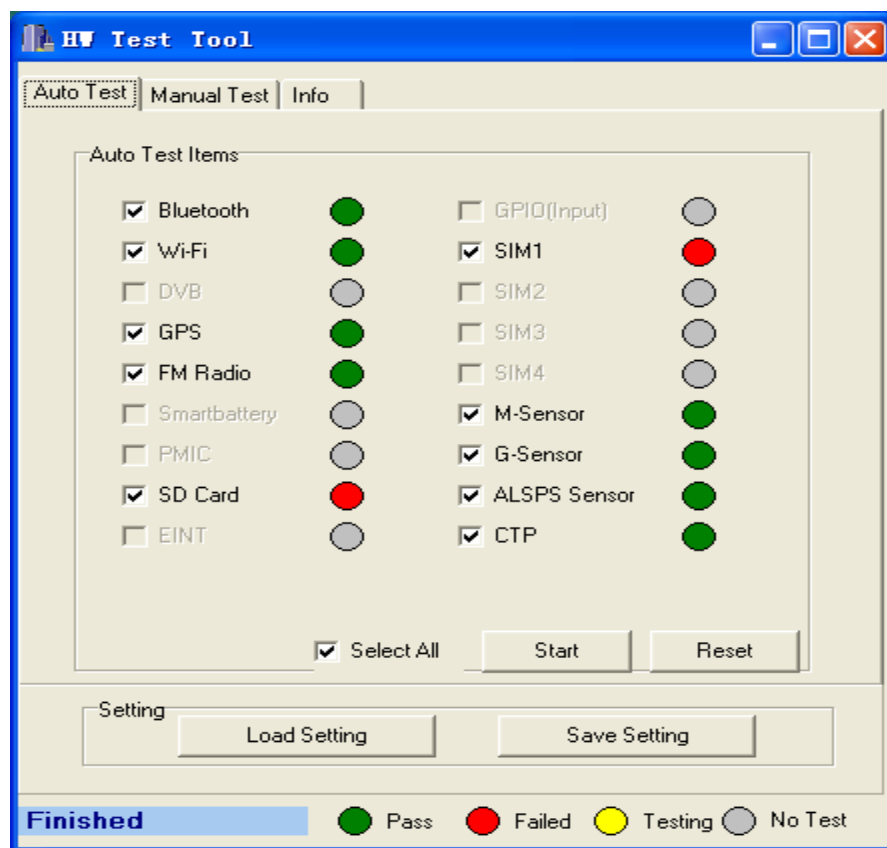 HW Test Tool
Auto Test Manual Test Info
Auto Test Items
Bluetooth GPIO(Input)
Wi-Fi SIM1
DVB SIM2
GPS SIM3
FM Radio SIM4
Smartbattery M-Sensor
PMIC G-Sensor
SD Card ALSPS Sensor
EINT CTP
Select All Start Reset
Setting
Load Setting Save Setting
Finished Pass Failed Testing No Test